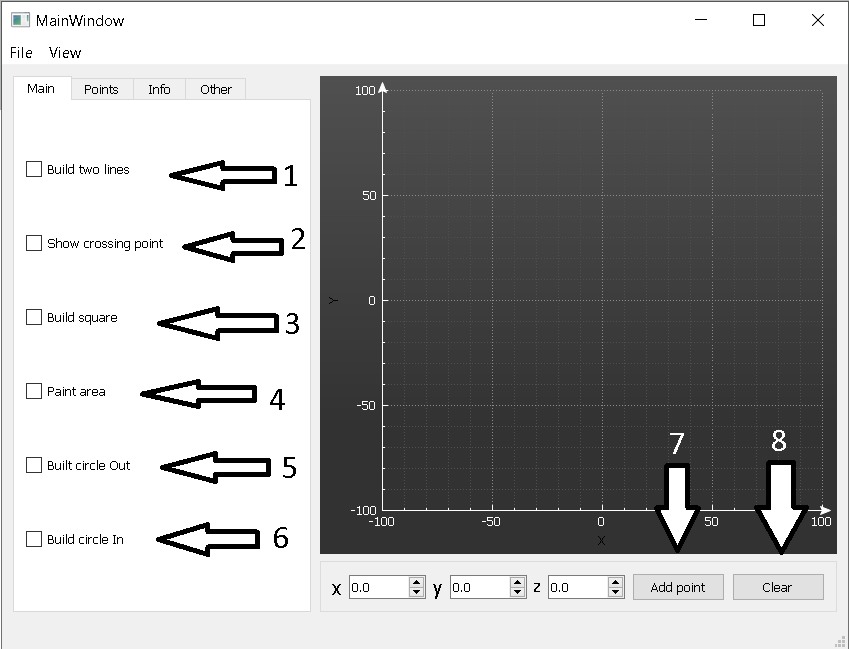 MainWindow
File View
Main Points Info Other
Build two lines 1
Show crossing point 2
Build square 3
Paint area 4
Built circle Out 5
Build circle In 6
100
50
0
-50
-100
Y
-100 -50 0 50 100
X
7 8
x 0.0 y 0.0 z 0.0 Add point Clear